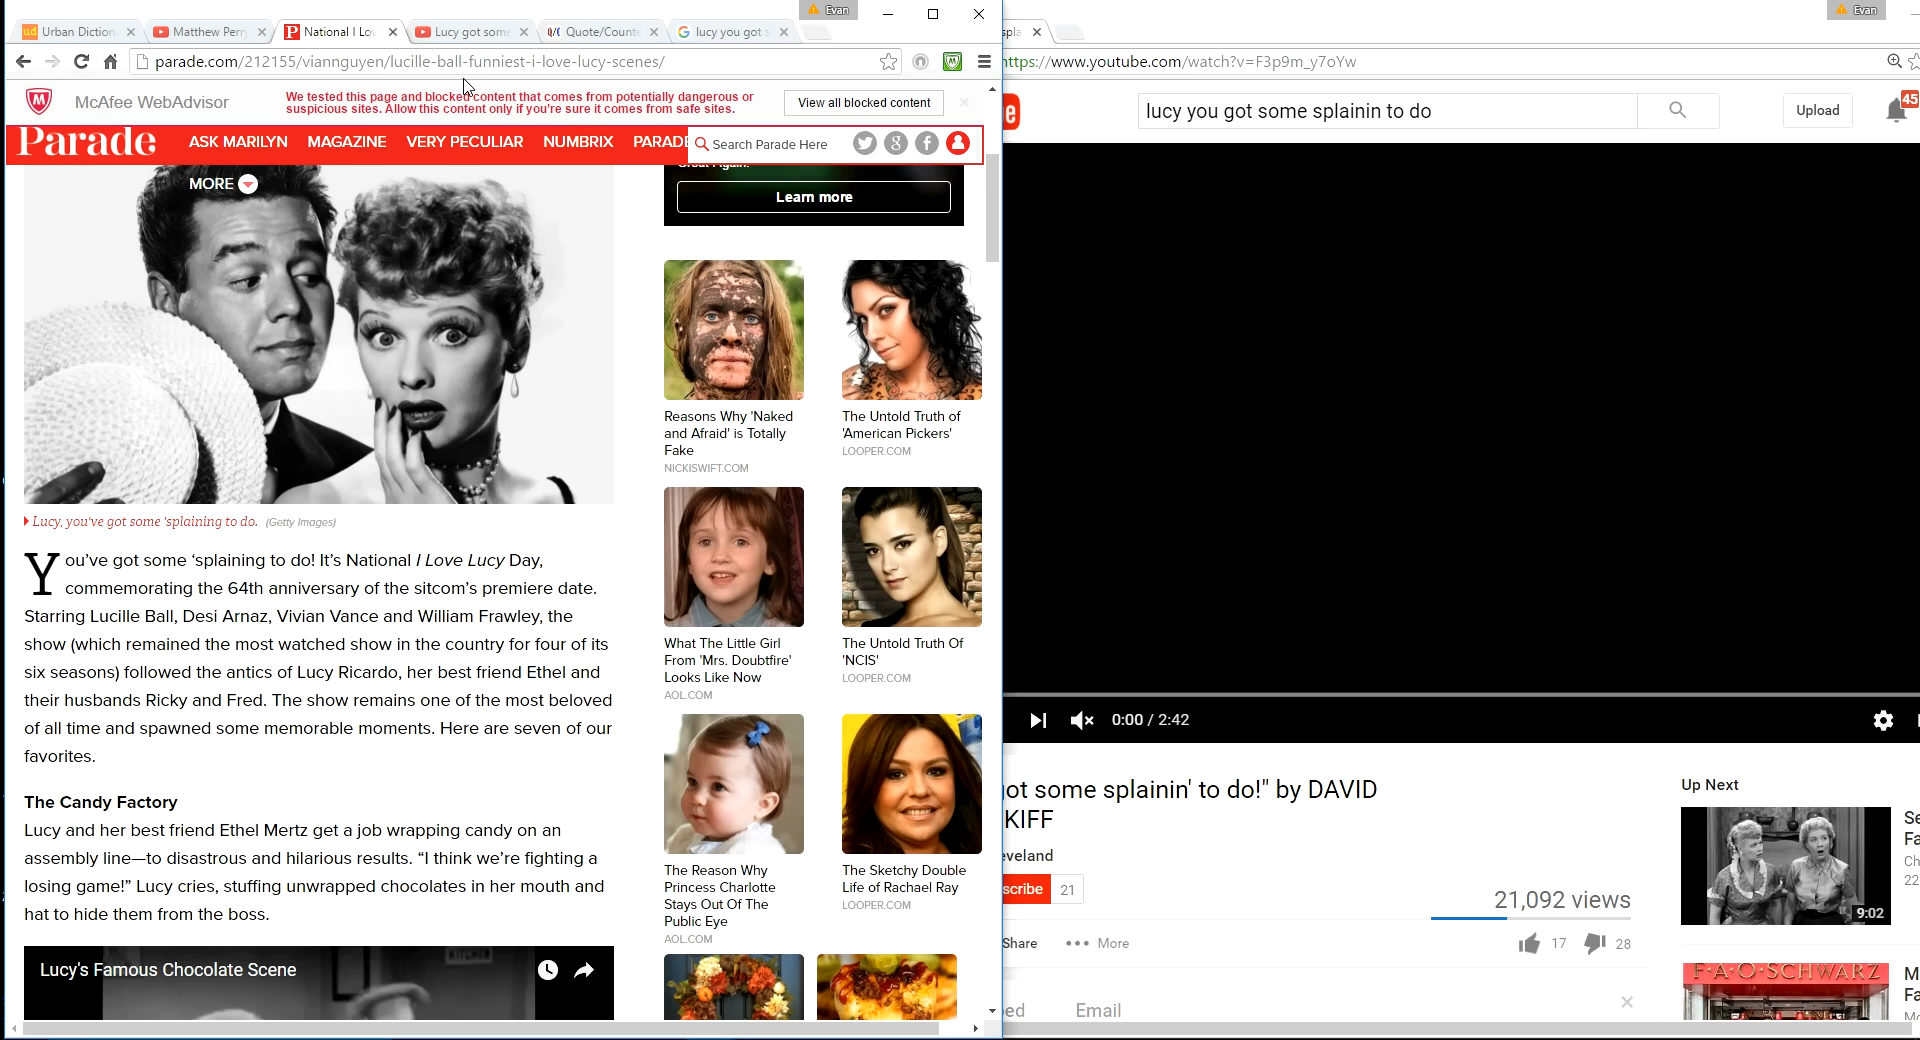 Evan
Urban Diction
Matthew Perr
National I Lo
Lucy got some
Quote/Counte
lucy you got s
parade.com/212155/viannguyen/lucille-ball-funniest-i-love-lucy-scenes/
McAfee WebAdvisor
We tested this page and blocked content that comes from potentially dangerous or
suspicious sites. Allow this content only if you're sure it comes from safe sites.
View all blocked content
Parade
ASK MARILYN MAGAZINE VERY PECULIAR NUMBRIX PARADE
Search Parade Here
MORE
Learn more
Reasons Why 'Naked
and Afraid' is Totally
Fake
NICKISWIFT.COM
The Untold Truth of
'American Pickers'
LOOPER.COM
Lucy, you've got some 'splaining to do. (Getty Images)
You've got some 'splaining to do! It's National I Love Lucy Day,
commemorating the 64th anniversary of the sitcom's premiere date.
Starring Lucille Ball, Desi Arnaz, Vivian Vance and William Frawley, the
show (which remained the most watched show in the country for four of its
six seasons) followed the antics of Lucy Ricardo, her best friend Ethel and
their husbands Ricky and Fred. The show remains one of the most beloved
of all time and spawned some memorable moments. Here are seven of our
favorites.
The Candy Factory
Lucy and her best friend Ethel Mertz get a job wrapping candy on an
assembly line—to disastrous and hilarious results. “I think we're fighting a
losing game!” Lucy cries, stuffing unwrapped chocolates in her mouth and
hat to hide them from the boss.
Lucy's Famous Chocolate Scene
KITCHEN
What The Little Girl
From 'Mrs. Doubtfire'
Looks Like Now
AOL.COM
The Untold Truth Of
'NCIS'
LOOPER.COM
The Reason Why
Princess Charlotte
Stays Out Of The
Public Eye
AOL.COM
The Sketchy Double
Life of Rachael Ray
LOOPER.COM
Evan
spla
https://www.youtube.com/watch?v=F3p9m_y7oYw
lucy you got some splainin to do
Upload
45
0:00 / 2:42
got some splainin' to do!" by DAVID
KIFF
eveland
scribe 21
21,092 views
Share
More
17
28
ed
Email
Up Next
9:02
Se
Fa
Ch
22
F·A·O·SCHWARZ
M
Fa
Mo